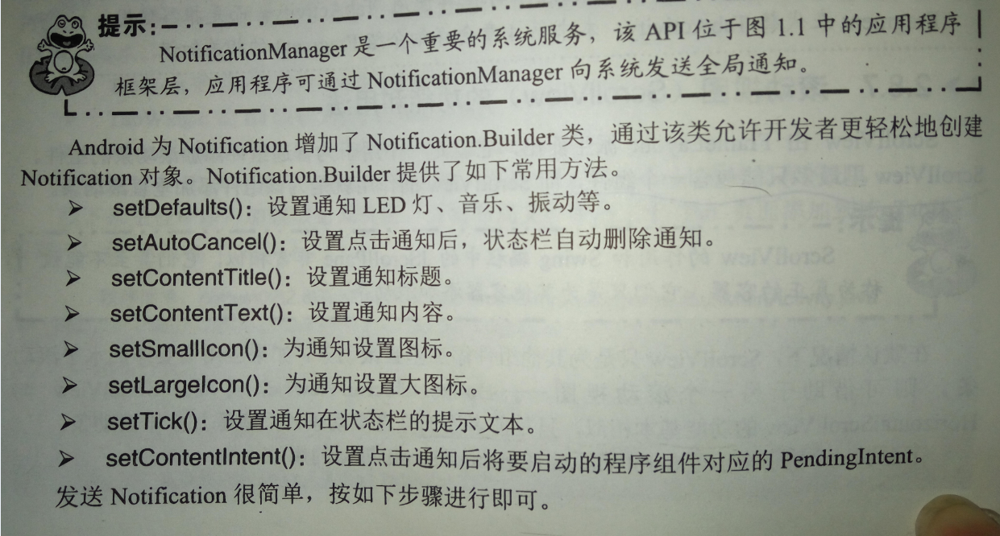 提示:
NotificationManager 是一个重要的系统服务，该 API 位于图 1.1 中的应用程序
框架层，应用程序可通过 NotificationManager 向系统发送全局通知。
Android 为 Notification 增加了 Notification.Builder 类，通过该类允许开发者更轻松地创建
Notification 对象。Notification.Builder 提供了如下常用方法。
➢ setDefaults()：设置通知 LED 灯、音乐、振动等。
➢ setAutoCancel()：设置点击通知后，状态栏自动删除通知。
➢ setContentTitle()：设置通知标题。
➢ setContentText()：设置通知内容。
➢ setSmallIcon()：为通知设置图标。
➢ setLargeIcon()：为通知设置大图标。
➢ setTick()：设置通知在状态栏的提示文本。
➢ setContentIntent()：设置点击通知后将要启动的程序组件对应的 PendingIntent。
发送 Notification 很简单，按如下步骤进行即可。